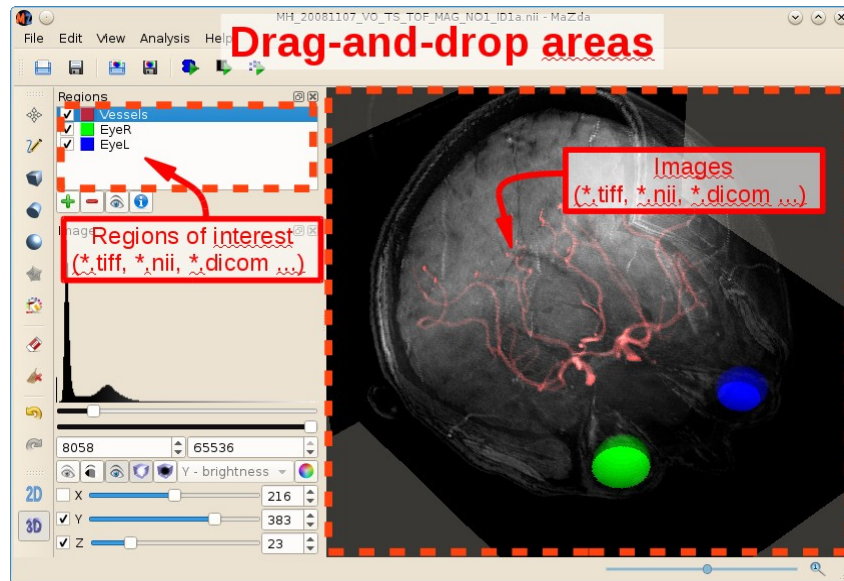 MH_20081107_VO_TS_TOF_MAG_NO1_ID1a.nii - MaZda
File Edit View Analysis Help
Drag-and-drop areas
Regions
Vessels
EyeR
EyeL
Images
(*.tiff, *.nii, *.dicom ...)
Regions of interest
(*.tiff, *.nii, *.dicom ...)
8058 65536
Y - brightness
2D
X 216
3D
Y 383
Z 23